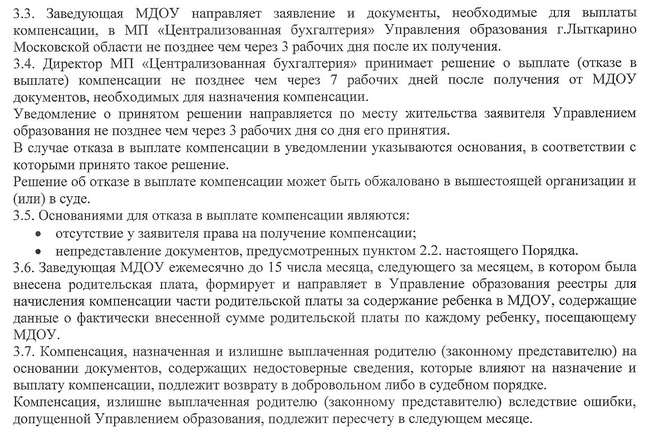 3.3. Заведующая МДОУ направляет заявление и документы, необходимые для выплаты
компенсации, в МП «Централизованная бухгалтерия» Управления образования г.Лыткарино
Московской области не позднее чем через 3 рабочих дня после их получения.
3.4. Директор МП «Централизованная бухгалтерия» принимает решение о выплате (отказе в
выплате) компенсации не позднее чем через 7 рабочих дней после получения от МДОУ
документов, необходимых для назначения компенсации.
Уведомление о принятом решении направляется по месту жительства заявителя Управлением
образования не позднее чем через 3 рабочих дня со дня его принятия.
В случае отказа в выплате компенсации в уведомлении указываются основания, в соответствии с
которыми принято такое решение.
Решение об отказе в выплате компенсации может быть обжаловано в вышестоящей организации и
(или) в суде.
3.5. Основаниями для отказа в выплате компенсации являются:
• отсутствие у заявителя права на получение компенсации;
• непредставление документов, предусмотренных пунктом 2.2. настоящего Порядка.
3.6. Заведующая МДОУ ежемесячно до 15 числа месяца, следующего за месяцем, в котором была
внесена родительская плата, формирует и направляет в Управление образования реестры для
начисления компенсации части родительской платы за содержание ребенка в МДОУ, содержащие
данные о фактически внесенной сумме родительской платы по каждому ребенку, посещающему
МДОУ.
3.7. Компенсация, назначенная и излишне выплаченная родителю (законному представителю) на
основании документов, содержащих недостоверные сведения, которые влияют на назначение и
выплату компенсации, подлежит возврату в добровольном либо в судебном порядке.
Компенсация, излишне выплаченная родителю (законному представителю) вследствие ошибки,
допущенной Управлением образования, подлежит пересчету в следующем месяце.